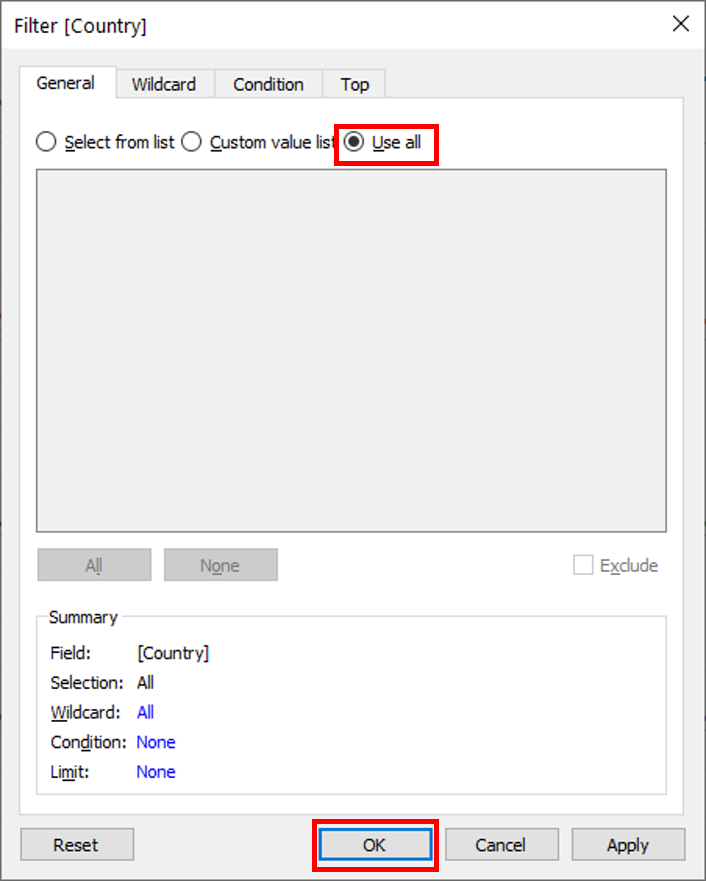 Filter [Country]
General Wildcard Condition Top
Select from list Custom value list Use all
All None Exclude
Summary
Field: [Country]
Selection: All
Wildcard: All
Condition: None
Limit: None
Reset OK Cancel Apply